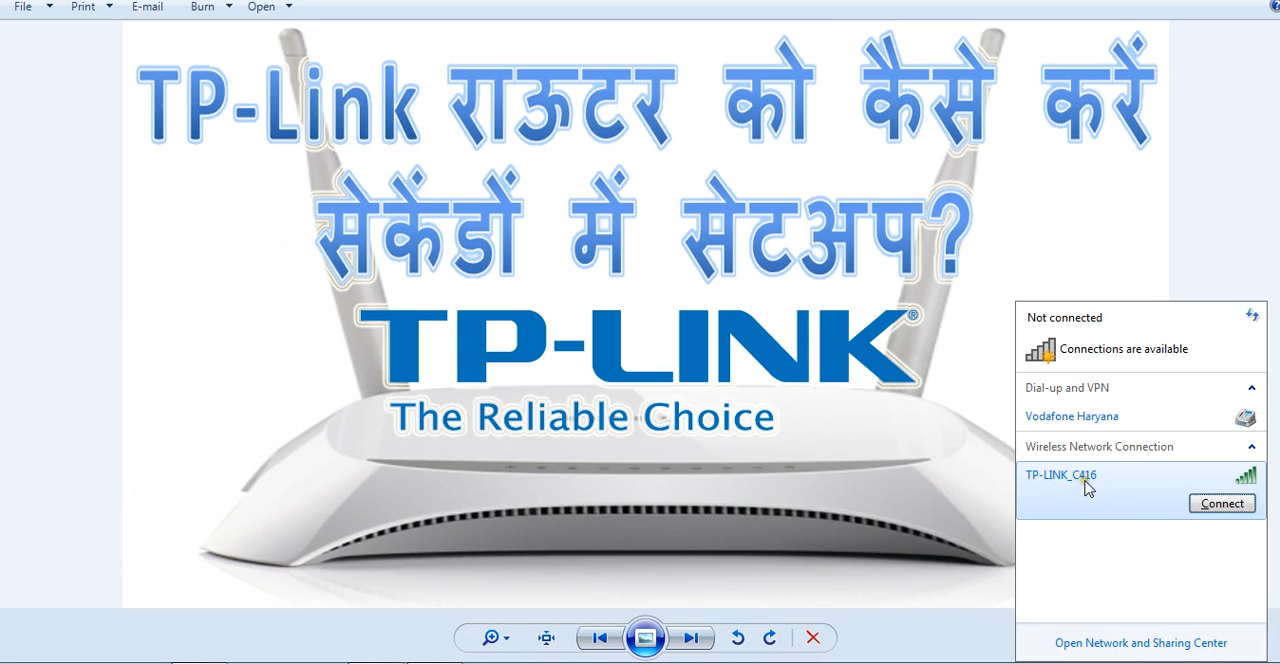 File Print E-mail Burn Open
TP-Link राऊटर को कैसे करें
सेकेंडों में सेटअप?
TP-LINK®
The Reliable Choice
Not connected
Connections are available
Dial-up and VPN
Vodafone Haryana
Wireless Network Connection
TP-LINK_C416
Connect
Open Network and Sharing Center